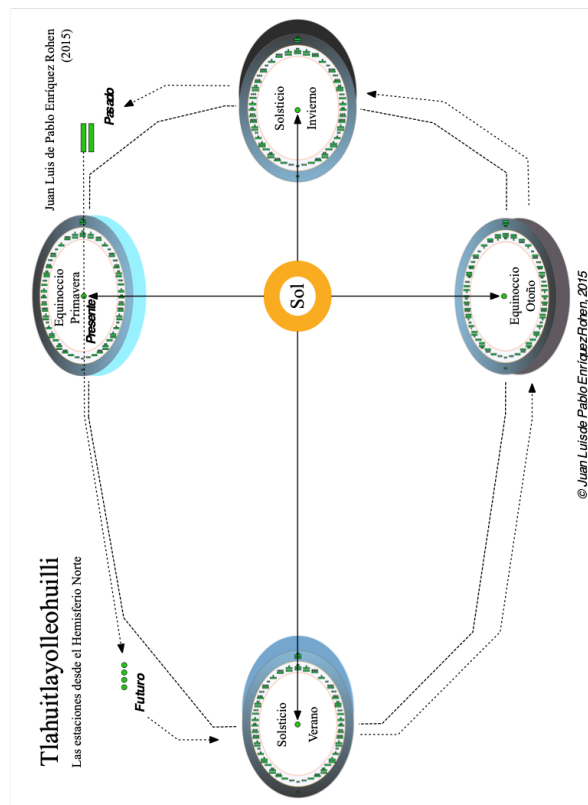 Tlahuitlayolleohuilli
Las estaciones desde el Hemisferio Norte
Juan Luis de Pablo Enríquez Rohen
(2015)
Futuro
Presente
Pasado
Equinoccio
Primavera
Solsticio
Verano
Sol
Solsticio
Invierno
Equinoccio
Otoño
© Juan Luis de Pablo Enríquez Rohen, 2015